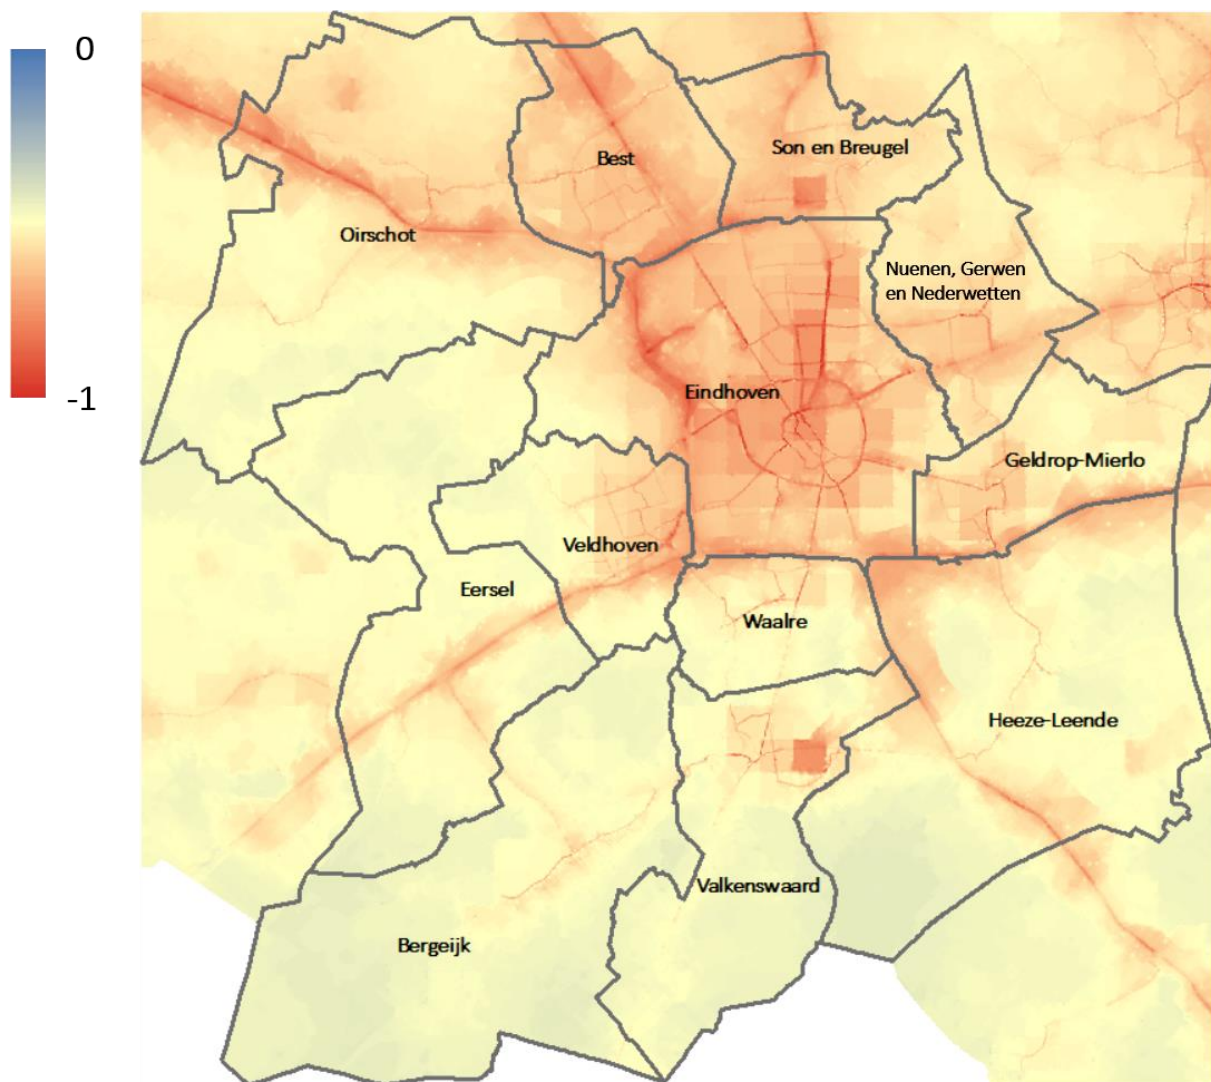 0
-1
Best
Son en Breugel
Oirschot
Nuenen, Gerwen
en Nederwetten
Eindhoven
Geldrop-Mierlo
Veldhoven
Eersel
Waalre
Heeze-Leende
Valkenswaard
Bergeijk